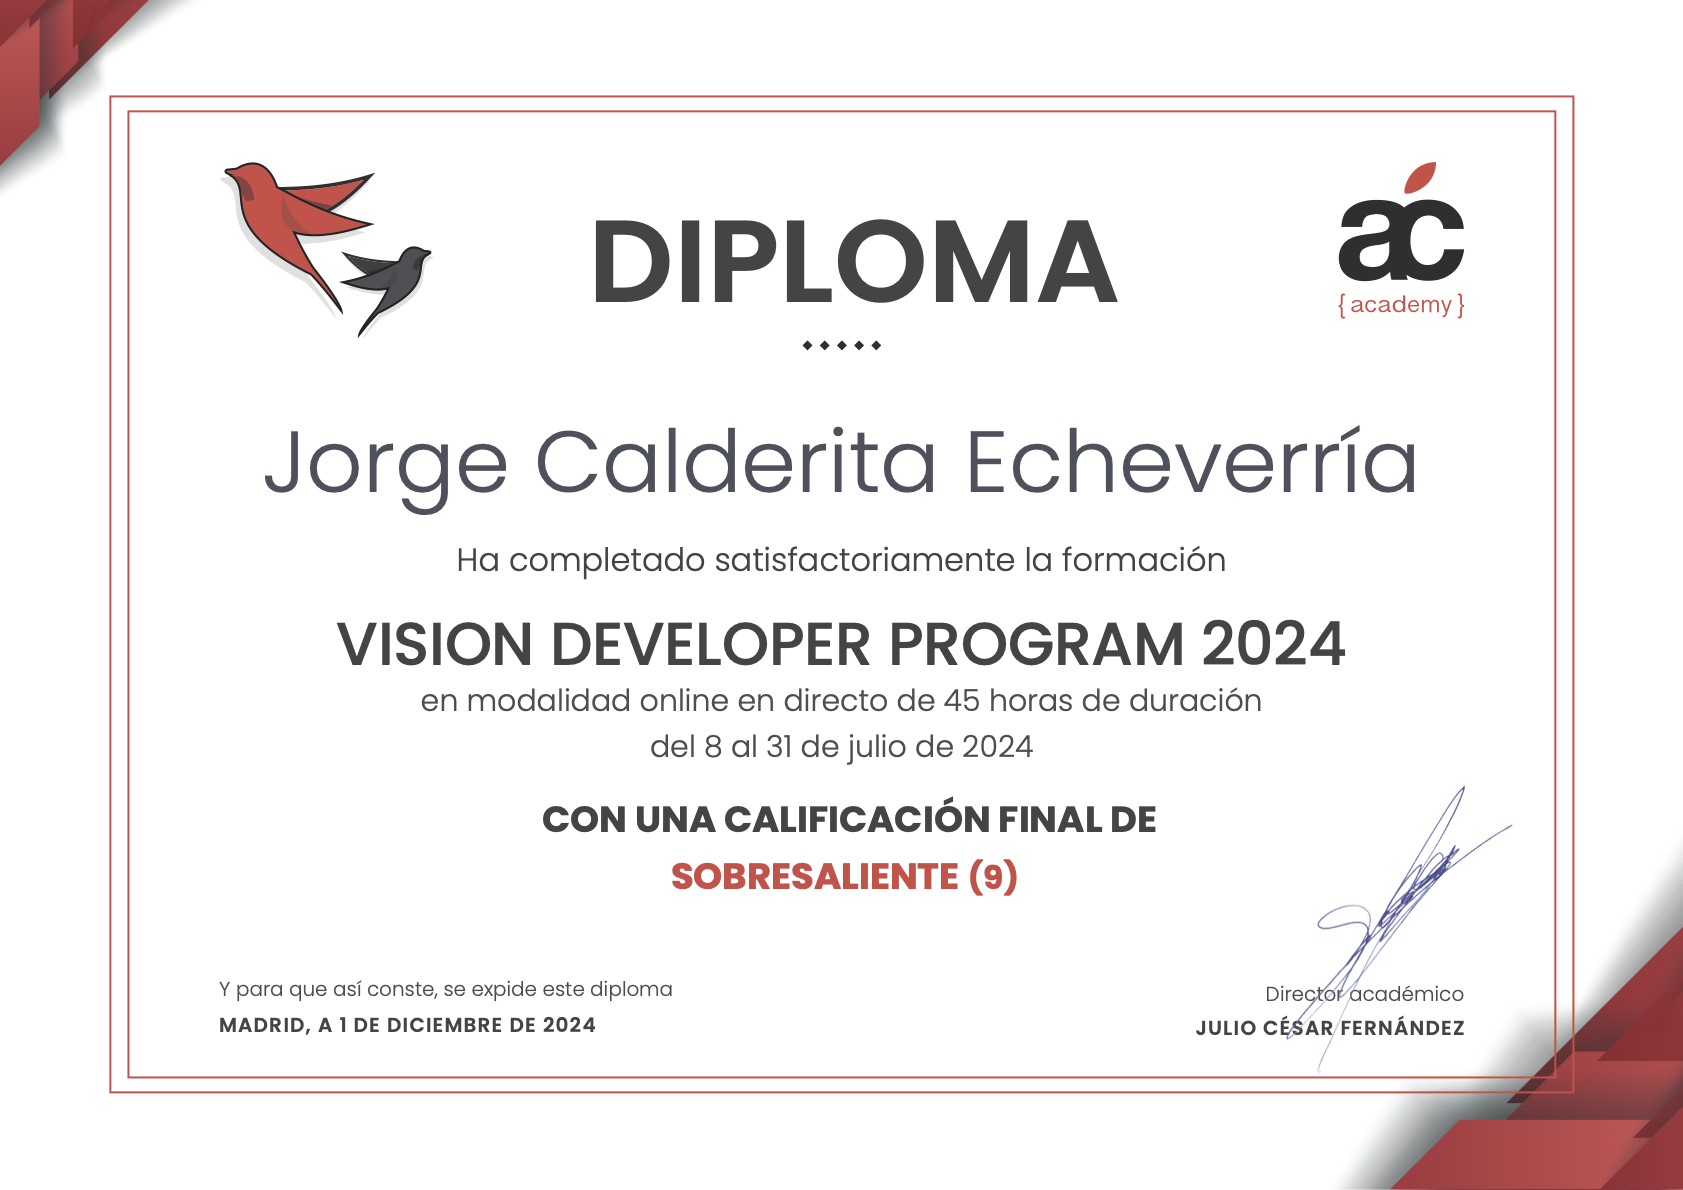 DIPLOMA
ac
{academy}
Jorge Calderita Echeverría
Ha completado satisfactoriamente la formación
VISION DEVELOPER PROGRAM 2024
en modalidad online en directo de 45 horas de duración
del 8 al 31 de julio de 2024
CON UNA CALIFICACIÓN FINAL DE
SOBRESALIENTE (9)
Y para que así conste, se expide este diploma
MADRID, A 1 DE DICIEMBRE DE 2024
Director académico
JULIO CÉSAR FERNÁNDEZ